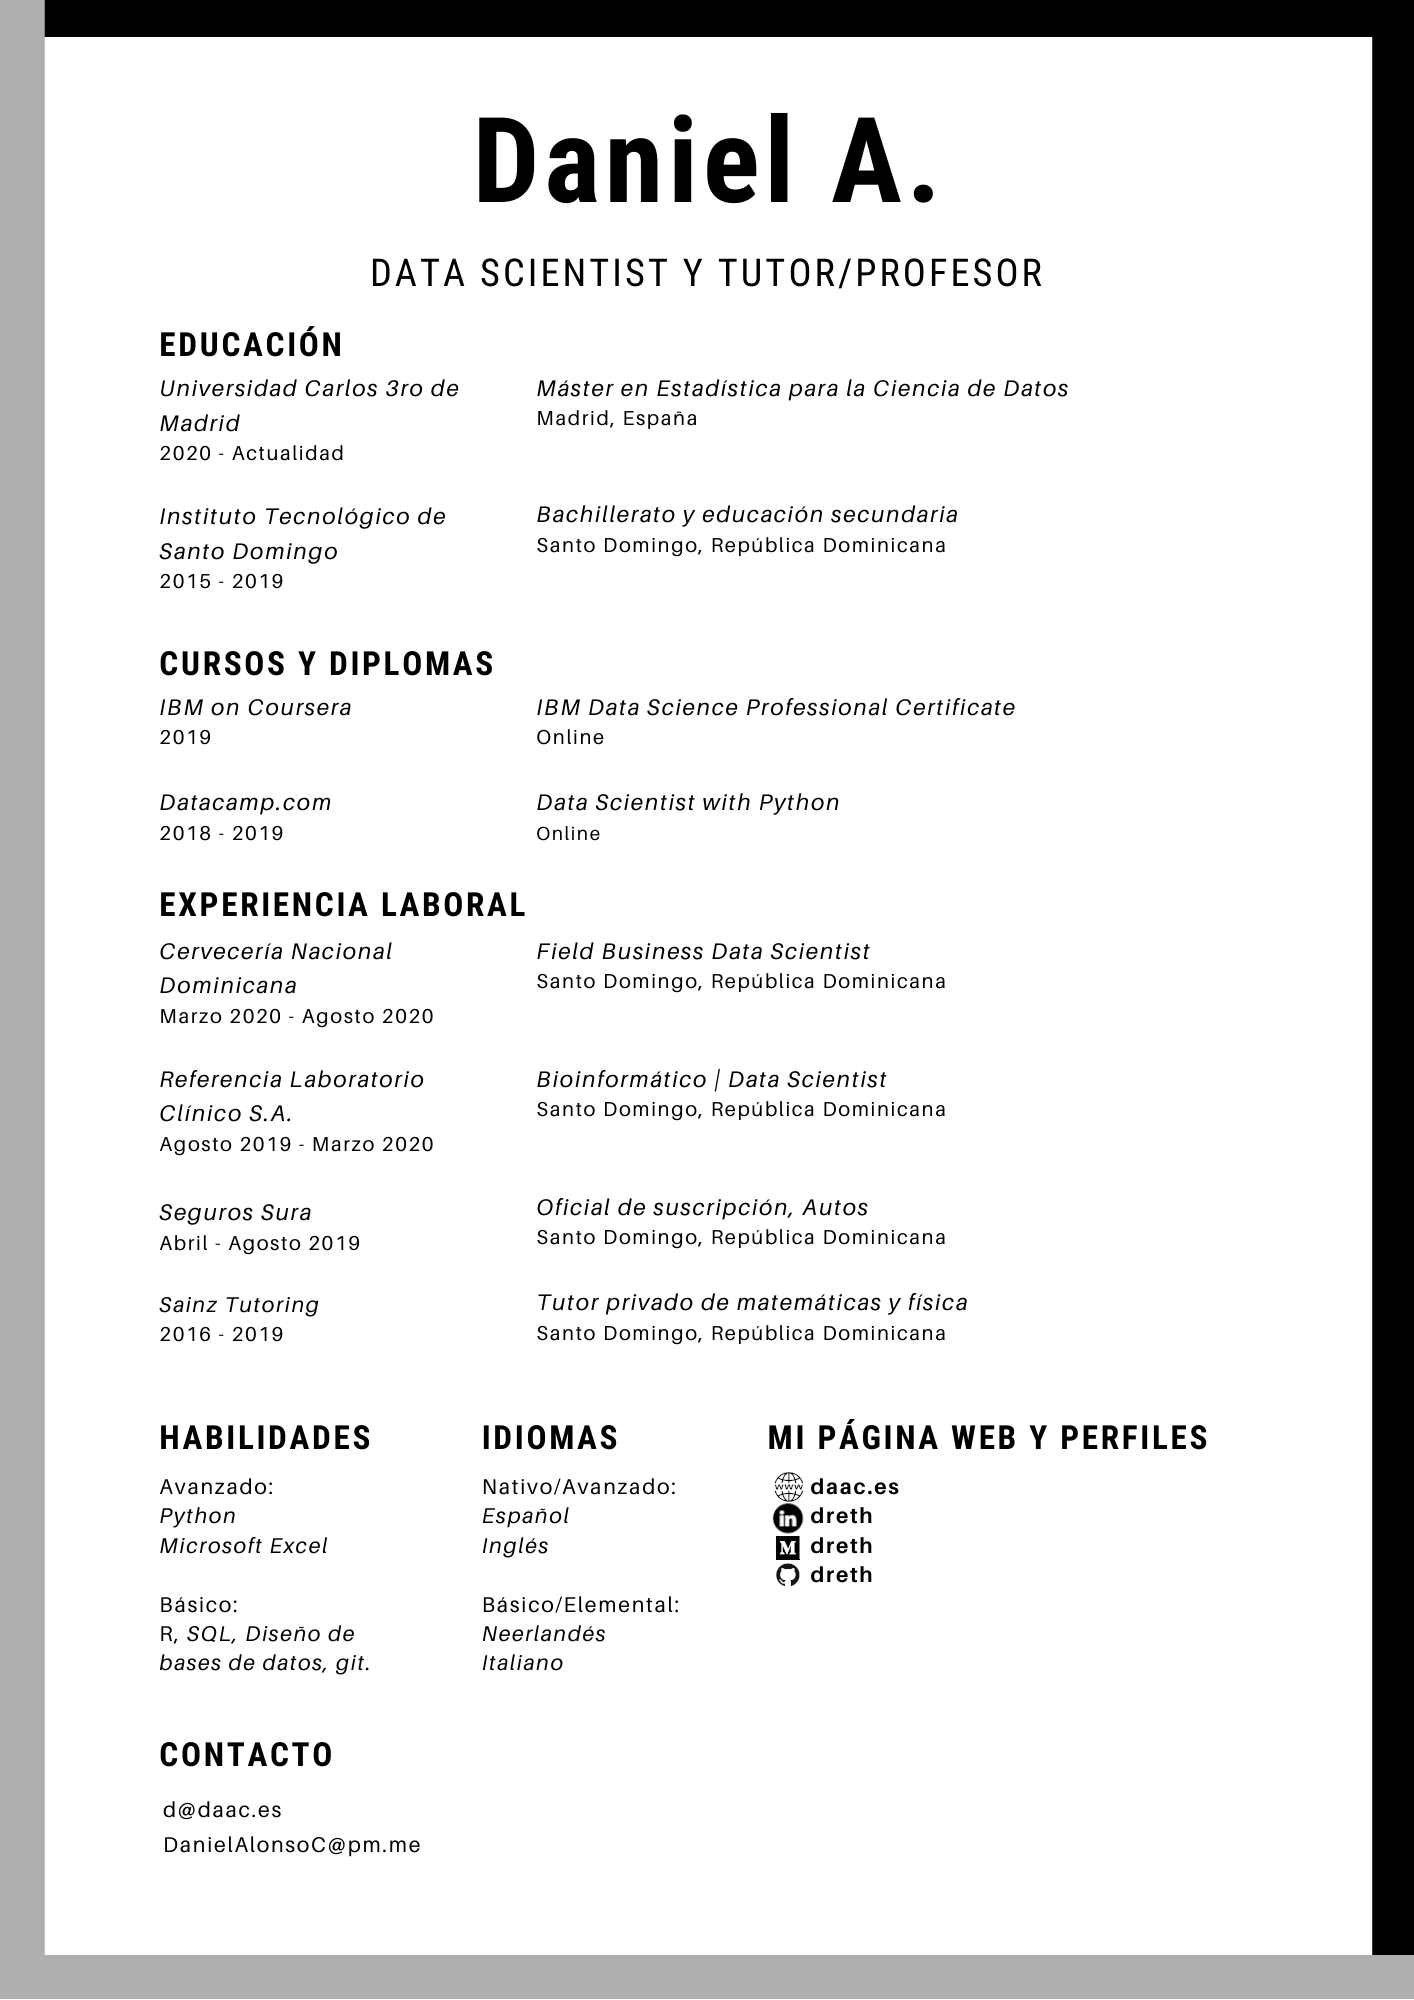 Daniel A.
DATA SCIENTIST Y TUTOR/PROFESOR
EDUCACIÓN
Universidad Carlos 3ro de
Madrid
2020 - Actualidad
Máster en Estadística para la Ciencia de Datos
Madrid, España
Instituto Tecnológico de
Santo Domingo
2015 - 2019
Bachillerato y educación secundaria
Santo Domingo, República Dominicana
CURSOS Y DIPLOMAS
IBM on Coursera
2019
IBM Data Science Professional Certificate
Online
Datacamp.com
2018 - 2019
Data Scientist with Python
Online
EXPERIENCIA LABORAL
Cervecería Nacional
Dominicana
Marzo 2020 - Agosto 2020
Field Business Data Scientist
Santo Domingo, República Dominicana
Referencia Laboratorio
Clínico S.A.
Agosto 2019 - Marzo 2020
Bioinformático | Data Scientist
Santo Domingo, República Dominicana
Seguros Sura
Abril - Agosto 2019
Oficial de suscripción, Autos
Santo Domingo, República Dominicana
Sainz Tutoring
2016 - 2019
Tutor privado de matemáticas y física
Santo Domingo, República Dominicana
HABILIDADES
Avanzado:
Python
Microsoft Excel
Básico:
R, SQL, Diseño de
bases de datos, git.
IDIOMAS
Nativo/Avanzado:
Español
Inglés
Básico/Elemental:
Neerlandés
Italiano
MI PÁGINA WEB Y PERFILES
www daac.es
in dreth
M dreth
dreth
CONTACTO
d@daac.es
DanielAlonsoC@pm.me